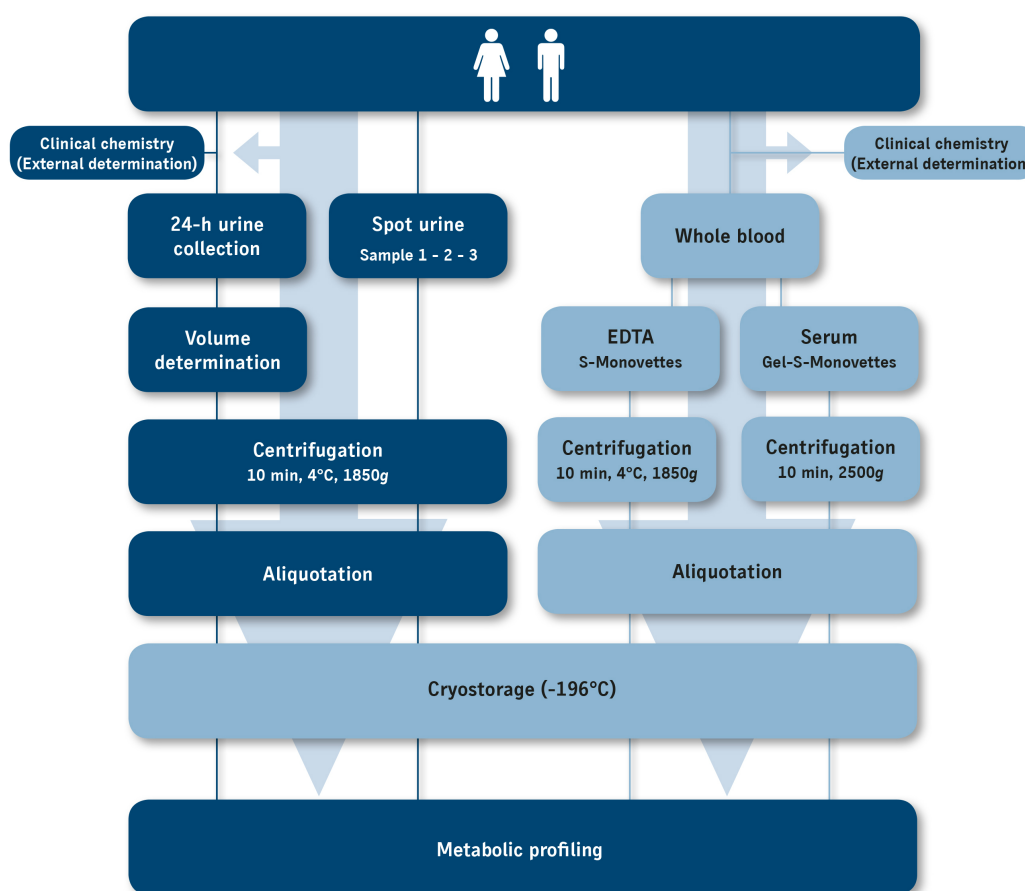 Clinical chemistry
(External determination)
Clinical chemistry
(External determination
24-h urine
collection
Spot urine
Sample 1 - 2 - 3
Whole blood
Volume
determination
EDTA
S-Monovettes
Serum
Gel-S-Monovettes
Centrifugation
10 min, 4°C, 1850g
Centrifugation
10 min, 4°C, 1850g
Centrifugation
10 min, 2500g
Aliquotation
Aliquotation
Cryostorage (-196°C)
Metabolic profiling